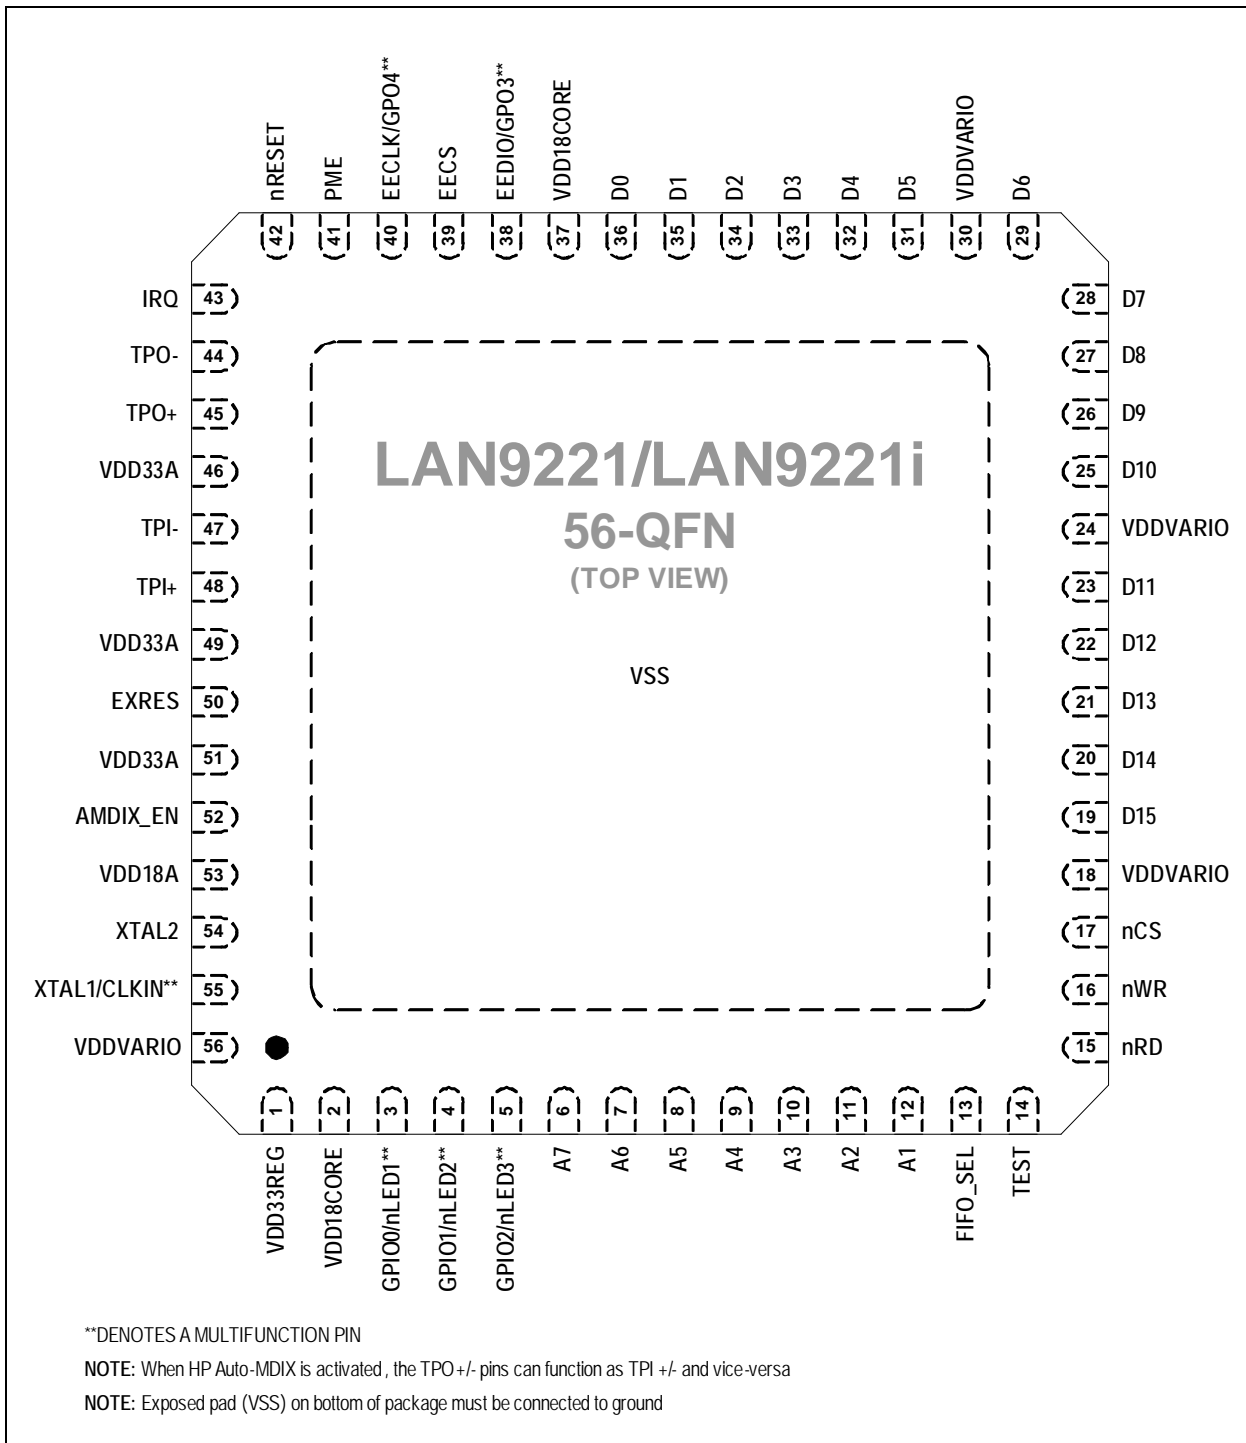 nRESET
PME
EECLK/GPO4**
EECS
EEDIO/GPO3**
VDD18CORE
D0
D1
D2
D3
D4
D5
VDDVARIO
D6
42
41
40
39
38
37
36
35
34
33
32
31
30
29
IRQ 43
TPO- 44
TPO+ 45
VDD33A 46
TPI- 47
TPI+ 48
VDD33A 49
EXRES 50
VDD33A 51
AMDIX_EN 52
VDD18A 53
XTAL2 54
XTAL1/CLKIN** 55
VDDVARIO 56
LAN9221/LAN9221i
56-QFN
(TOP VIEW)
VSS
28 D7
27 D8
26 D9
25 D10
24 VDDVARIO
23 D11
22 D12
21 D13
20 D14
19 D15
18 VDDVARIO
17 nCS
16 nWR
15 nRD
1
2
3
4
5
6
7
8
9
10
11
12
13
14
VDD33REG
VDD18CORE
GPIO0/nLED1**
GPIO1/nLED2**
GPIO2/nLED3**
A7
A6
A5
A4
A3
A2
A1
FIFO_SEL
TEST
**DENOTES A MULTIFUNCTION PIN
NOTE: When HP Auto-MDIX is activated, the TPO+/- pins can function as TPI +/- and vice-versa
NOTE: Exposed pad (VSS) on bottom of package must be connected to ground